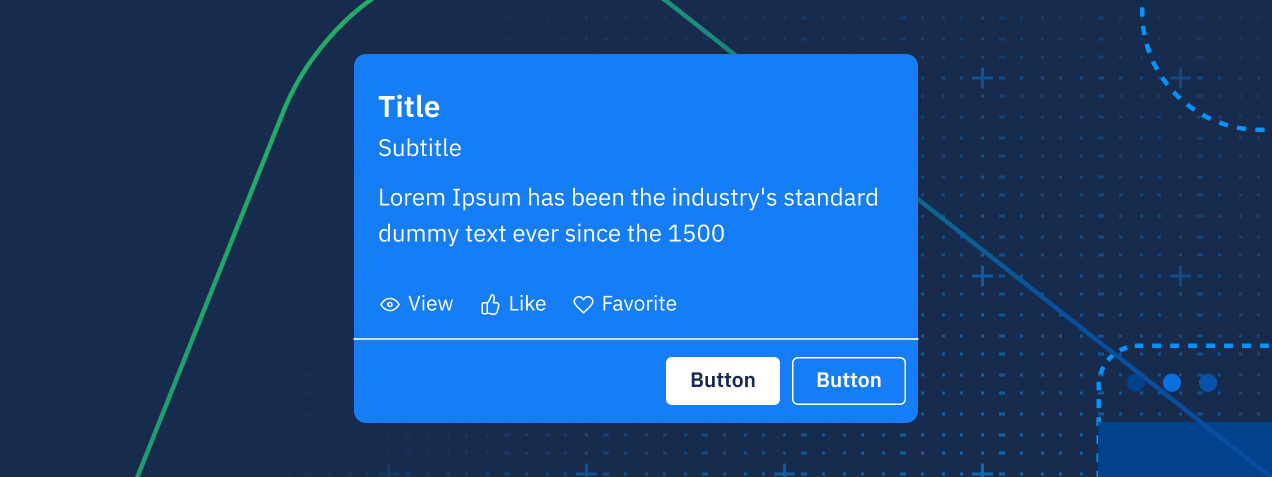 Title
Subtitle
Lorem Ipsum has been the industry's standard
dummy text ever since the 1500
View Like Favorite
Button Button